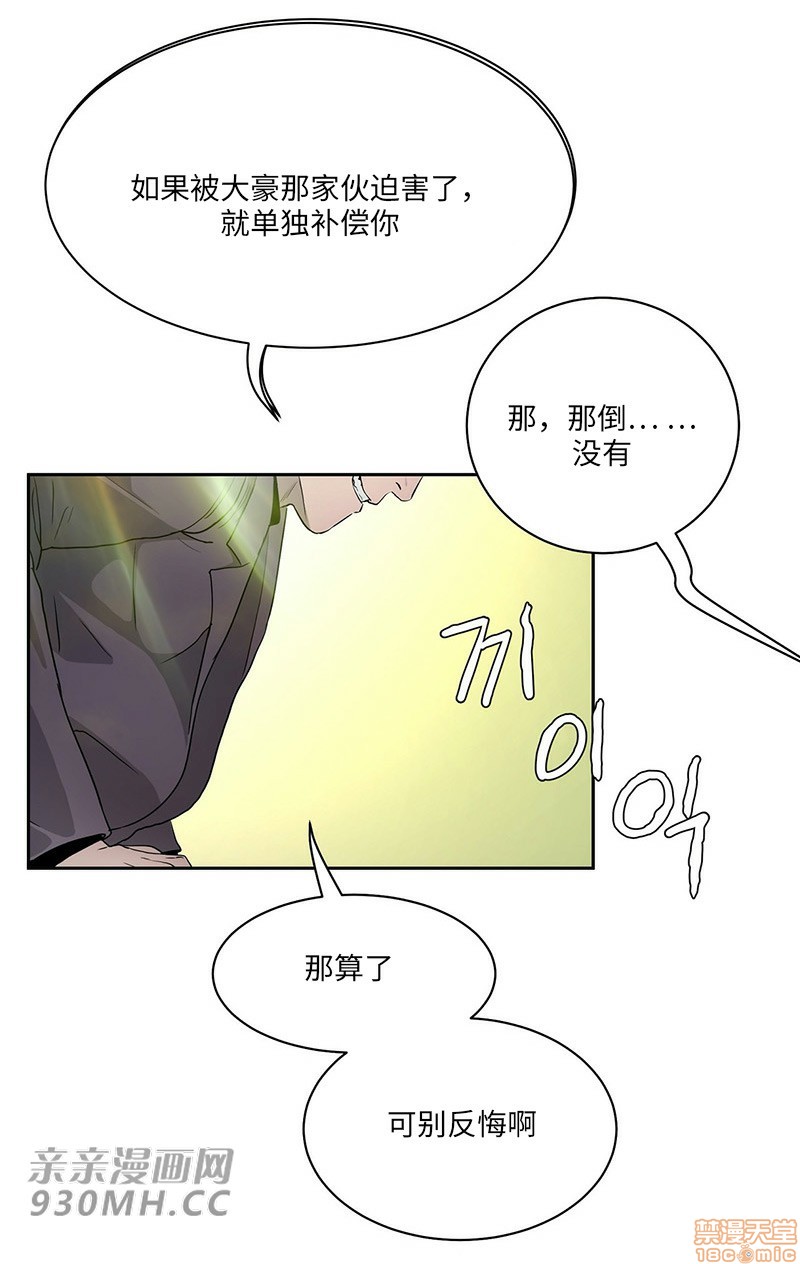 如果被大豪那家伙迫害了，
就单独补偿你
那，那倒……
没有
끼이익
那算了
可别反悔啊
亲亲漫画网
930MH.CC
禁漫天堂
18comic